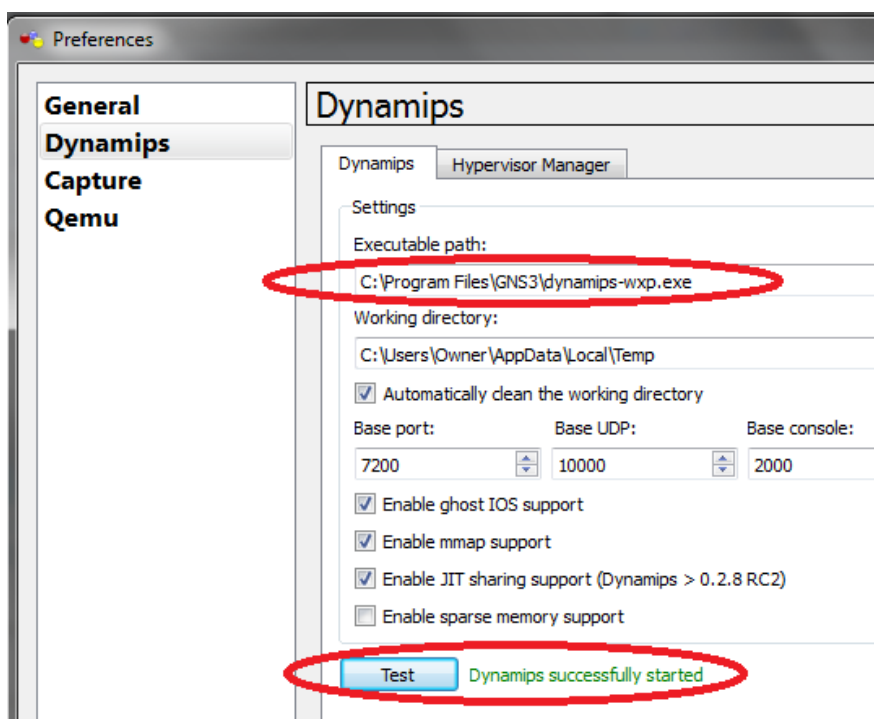 Preferences
General
Dynamips
Capture
Qemu
Dynamips
Dynamips Hypervisor Manager
Settings
Executable path:
C:\Program Files\GNS3\dynamips-wxp.exe
Working directory:
C:\Users\Owner\AppData\Local\Temp
Automatically clean the working directory
Base port: Base UDP: Base console:
7200 10000 2000
Enable ghost IOS support
Enable mmap support
Enable JIT sharing support (Dynamips > 0.2.8 RC2)
Enable sparse memory support
Test Dynamips successfully started